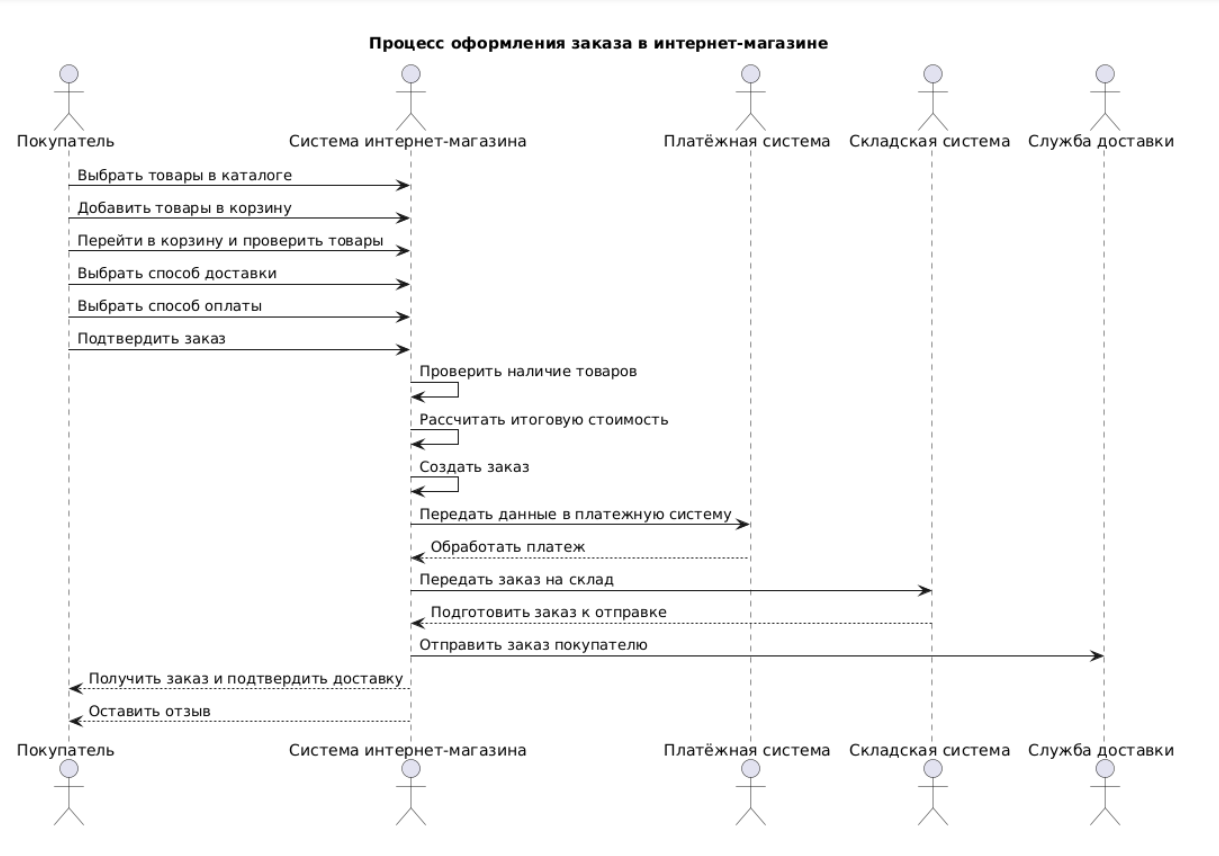 Процесс оформления заказа в интернет-магазине
Покупатель
Система интернет-магазина
Платёжная система
Складская система
Служба доставки
Выбрать товары в каталоге
Добавить товары в корзину
Перейти в корзину и проверить товары
Выбрать способ доставки
Выбрать способ оплаты
Подтвердить заказ
Проверить наличие товаров
Рассчитать итоговую стоимость
Создать заказ
Передать данные в платежную систему
Обработать платеж
Передать заказ на склад
Подготовить заказ к отправке
Отправить заказ покупателю
Получить заказ и подтвердить доставку
Оставить отзыв
Покупатель
Система интернет-магазина
Платёжная система
Складская система
Служба доставки